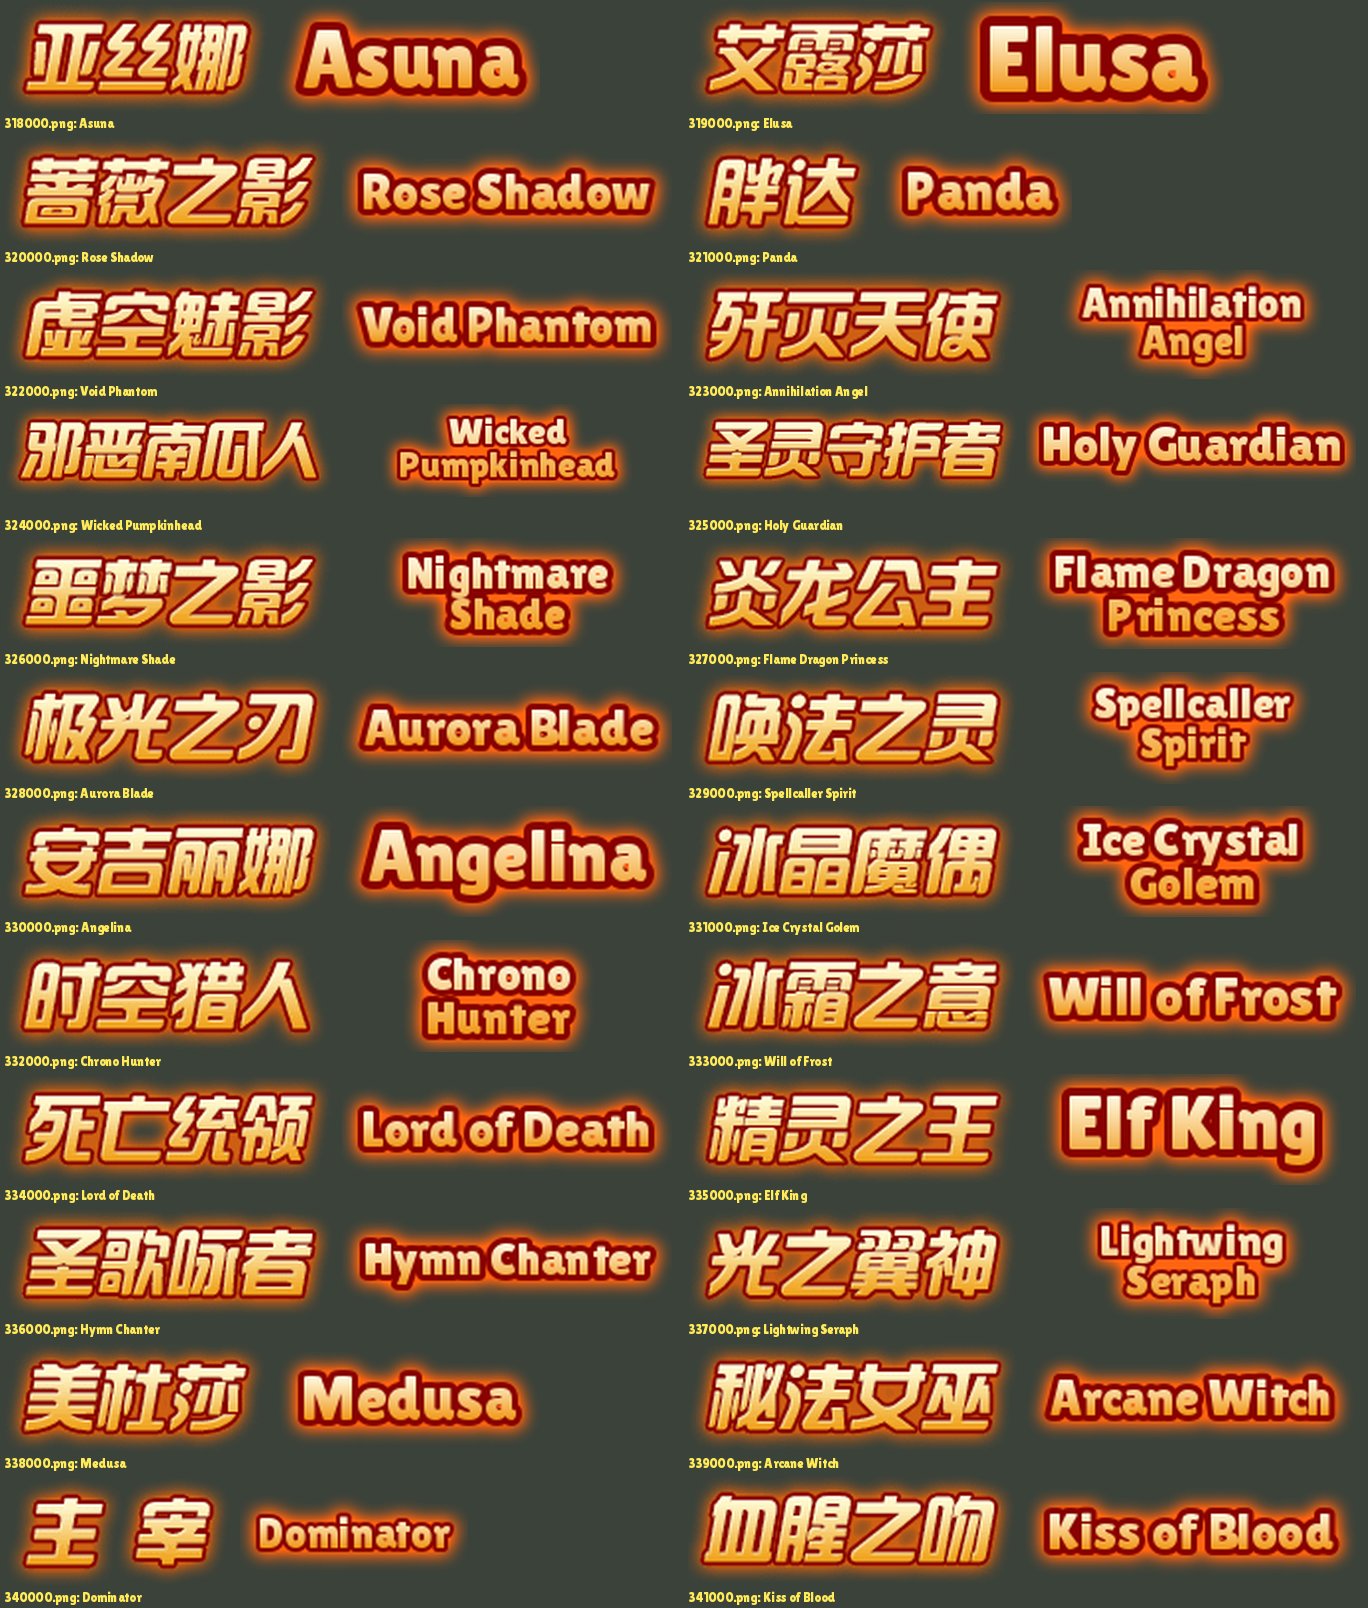 亚丝娜 Asuna
318000.png: Asuna
艾露莎 Elusa
319000.png: Elusa
蔷薇之影 Rose Shadow
320000.png: Rose Shadow
胖达 Panda
321000.png: Panda
虚空魅影 Void Phantom
322000.png: Void Phantom
歼灭天使 Annihilation
Angel
323000.png: Annihilation Angel
邪恶南瓜人 Wicked
Pumpkinhead
324000.png: Wicked Pumpkinhead
圣灵守护者 Holy Guardian
325000.png: Holy Guardian
噩梦之影 Nightmare
Shade
326000.png: Nightmare Shade
炎龙公主 Flame Dragon
Princess
327000.png: Flame Dragon Princess
极光之刃 Aurora Blade
328000.png: Aurora Blade
唤法之灵 Spellcaller
Spirit
329000.png: Spellcaller Spirit
安吉丽娜 Angelina
330000.png: Angelina
冰晶魔偶 Ice Crystal
Golem
331000.png: Ice Crystal Golem
时空猎人 Chrono
Hunter
332000.png: Chrono Hunter
冰霜之意 Will of Frost
333000.png: Will of Frost
死亡统领 Lord of Death
334000.png: Lord of Death
精灵之王 Elf King
335000.png: Elf King
圣歌咏者 Hymn Chanter
336000.png: Hymn Chanter
光之翼神 Lightwing
Seraph
337000.png: Lightwing Seraph
美杜莎 Medusa
338000.png: Medusa
秘法女巫 Arcane Witch
339000.png: Arcane Witch
主 宰 Dominator
340000.png: Dominator
血腥之吻 Kiss of Blood
341000.png: Kiss of Blood